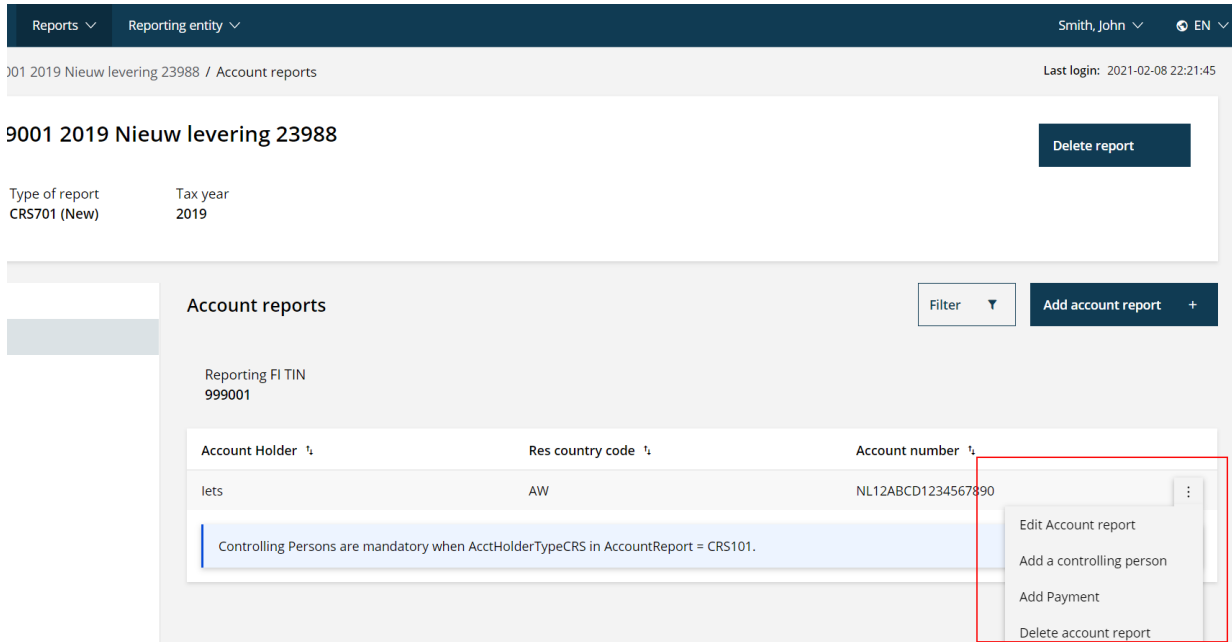 Reports Reporting entity Smith, John EN
001 2019 Nieuw levering 23988 / Account reports Last login: 2021-02-08 22:21:45
9001 2019 Nieuw levering 23988 Delete report
Type of report Tax year
CRS701 (New) 2019
Account reports Filter Add account report +
Reporting FI TIN
999001
Account Holder Res country code Account number
Iets AW NL12ABCD1234567890
Edit Account report
Controlling Persons are mandatory when AcctHolderTypeCRS in AccountReport = CRS101.
Add a controlling person
Add Payment
Delete account report